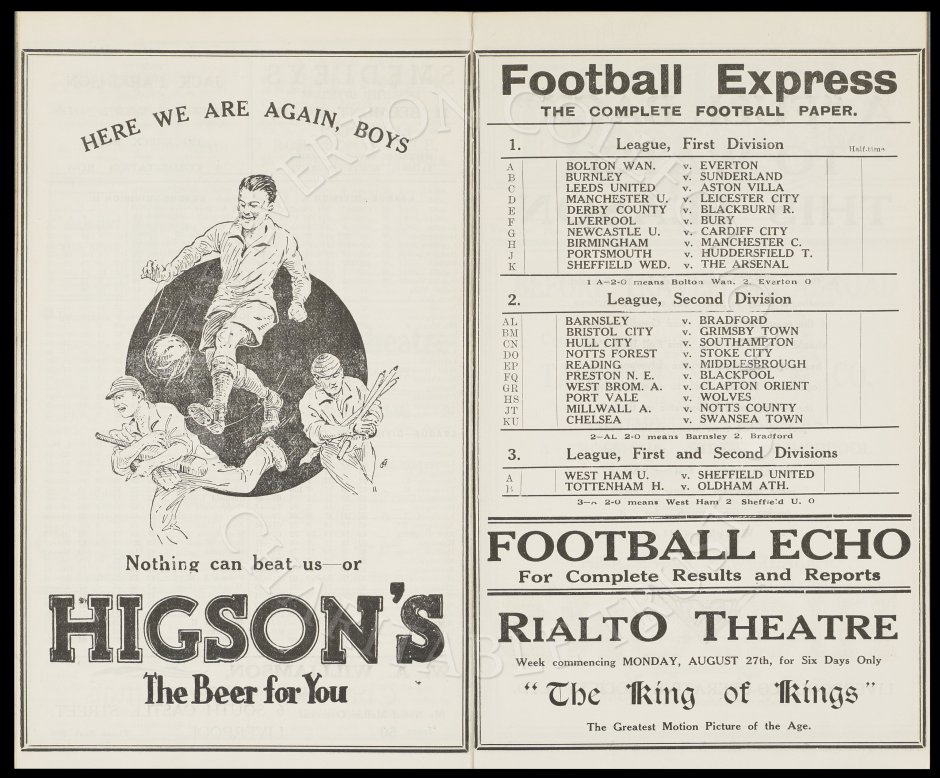 HERE WE ARE AGAIN, BOYS
Nothing can beat us—or
HIGSON'S
The Beer for You
Football Express
THE COMPLETE FOOTBALL PAPER.
1. League, First Division Half-time
A BOLTON WAN. v. EVERTON
B BURNLEY v. SUNDERLAND
C LEEDS UNITED v. ASTON VILLA
D MANCHESTER U. v. LEICESTER CITY
E DERBY COUNTY v. BLACKBURN R.
F LIVERPOOL v. BURY
G NEWCASTLE U. v. CARDIFF CITY
H BIRMINGHAM v. MANCHESTER C.
J PORTSMOUTH v. HUDDERSFIELD T.
K SHEFFIELD WED. v. THE ARSENAL
1 A—2-0 means Bolton Wan. 2. Everton 0
2. League, Second Division
AL BARNSLEY v. BRADFORD
BM BRISTOL CITY v. GRIMSBY TOWN
CN HULL CITY v. SOUTHAMPTON
DO NOTTS FOREST v. STOKE CITY
EP READING v. MIDDLESBROUGH
FQ PRESTON N. E. v. BLACKPOOL
GR WEST BROM. A. v. CLAPTON ORIENT
HS PORT VALE v. WOLVES
JT MILLWALL A. v. NOTTS COUNTY
KU CHELSEA v. SWANSEA TOWN
2—AL 2-0 means Barnsley 2. Bradford
3. League, First and Second Divisions
A WEST HAM U. v. SHEFFIELD UNITED
B TOTTENHAM H. v. OLDHAM ATH.
3—A 2-0 means West Ham 2 Sheffield U. 0
FOOTBALL ECHO
For Complete Results and Reports
RIALTO THEATRE
Week commencing MONDAY, AUGUST 27th, for Six Days Only
"The King of Kings"
The Greatest Motion Picture of the Age.